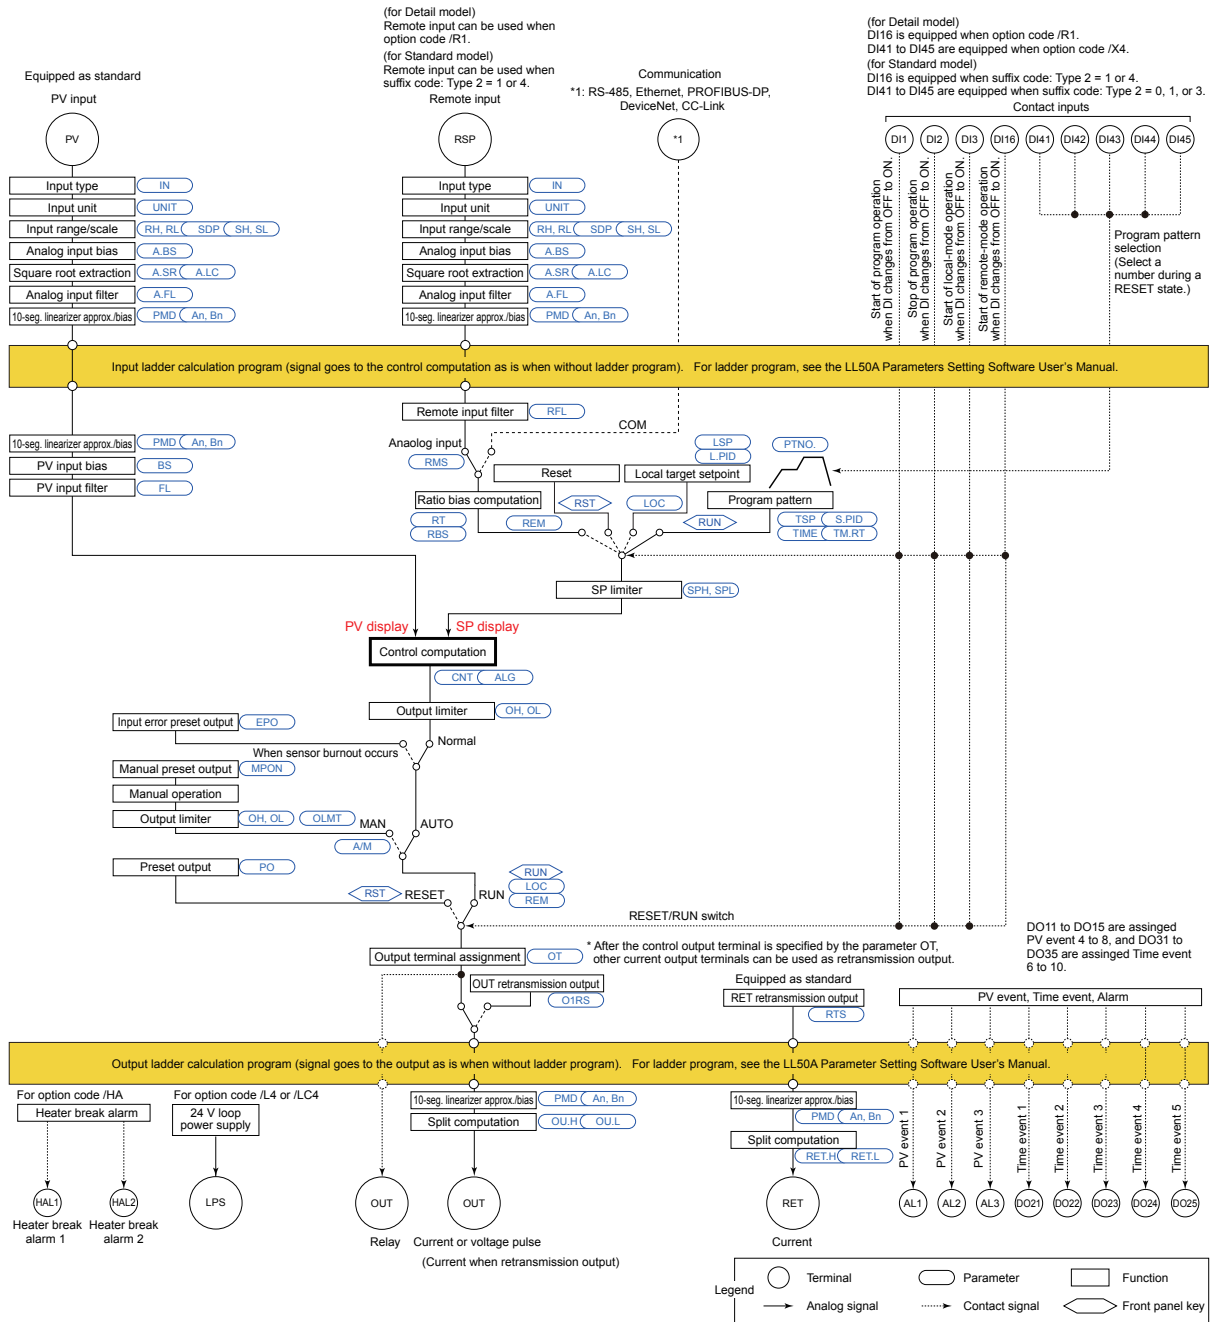 (for Detail model)
Remote input can be used when
option code /R1.
(for Standard model)
Remote input can be used when
suffix code: Type 2 = 1 or 4.
(for Detail model)
DI16 is equipped when option code /R1.
DI41 to DI45 are equipped when option code /X4.
(for Standard model)
DI16 is equipped when suffix code: Type 2 = 1 or 4.
DI41 to DI45 are equipped when suffix code: Type 2 = 0, 1, or 3.
Equipped as standard
PV input
Remote input
Communication
*1: RS-485, Ethernet, PROFIBUS-DP,
DeviceNet, CC-Link
Contact inputs
PV
RSP
*1
DI1
DI2
DI3
DI16
DI41
DI42
DI43
DI44
DI45
Input type
IN
Input unit
UNIT
Input range/scale
RH, RL
SDP
SH, SL
Analog input bias
A.BS
Square root extraction
A.SR
A.LC
Analog input filter
A.FL
10-seg. linearizer approx./bias
PMD
An, Bn
Input type
IN
Input unit
UNIT
Input range/scale
RH, RL
SDP
SH, SL
Analog input bias
A.BS
Square root extraction
A.SR
A.LC
Analog input filter
A.FL
10-seg. linearizer approx./bias
PMD
An, Bn
Start of program operation
when DI changes from OFF to ON.
Stop of program operation
when DI changes from OFF to ON.
Start of local-mode operation
when DI changes from OFF to ON.
Start of remote-mode operation
when DI changes from OFF to ON.
Program pattern
selection
(Select a
number during a
RESET state.)
Input ladder calculation program (signal goes to the control computation as is when without ladder program). For ladder program, see the LL50A Parameters Setting Software User's Manual.
Remote input filter
RFL
COM
Anaolog input
RMS
10-seg. linearizer approx./bias
PMD
An, Bn
PV input bias
BS
PV input filter
FL
LSP
L.PID
PTNO.
Reset
Local target setpoint
Ratio bias computation
RST
LOC
Program pattern
RT
RBS
REM
RUN
TSP
S.PID
TIME
TM.RT
SP limiter
SPH, SPL
PV display
SP display
Control computation
CNT
ALG
Output limiter
OH, OL
Input error preset output
EPO
Normal
When sensor burnout occurs
Manual preset output
MPON
Manual operation
Output limiter
OH, OL
OLMT
MAN
AUTO
A/M
Preset output
PO
RST
RESET
RUN
RUN
LOC
REM
RESET/RUN switch
Output terminal assignment
OT
* After the control output terminal is specified by the parameter OT,
other current output terminals can be used as retransmission output.
DO11 to DO15 are assinged
PV event 4 to 8, and DO31 to
DO35 are assinged Time event
6 to 10.
OUT retransmission output
O1RS
Equipped as standard
RET retransmission output
RTS
PV event, Time event, Alarm
Output ladder calculation program (signal goes to the output as is when without ladder program). For ladder program, see the LL50A Parameter Setting Software User's Manual.
For option code /HA
Heater break alarm
For option code /L4 or /LC4
24 V loop
power supply
10-seg. linearizer approx./bias
PMD
An, Bn
Split computation
OU.H
OU.L
10-seg. linearizer approx./bias
PMD
An, Bn
Split computation
RET.H
RET.L
PV event 1
PV event 2
PV event 3
Time event 1
Time event 2
Time event 3
Time event 4
Time event 5
HAL1
HAL2
LPS
OUT
OUT
RET
AL1
AL2
AL3
DO21
DO22
DO23
DO24
DO25
Heater break
alarm 1
Heater break
alarm 2
Relay
Current or voltage pulse
(Current when retransmission output)
Current
Legend
Terminal
Parameter
Function
Analog signal
Contact signal
Front panel key